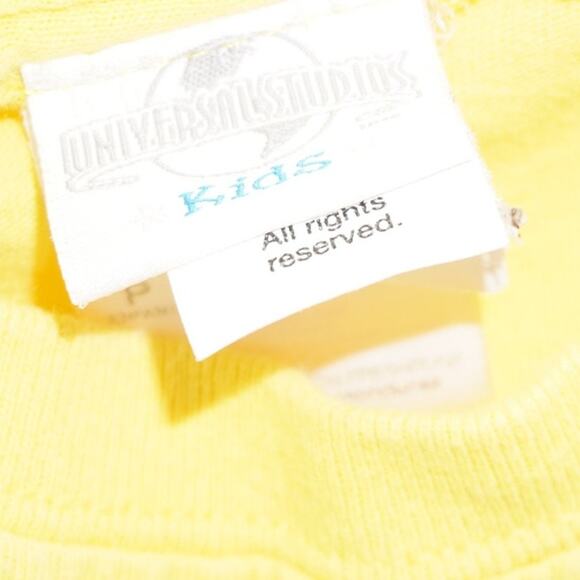 UNIVERSAL STUDIOS
Kids
All rights
reserved.
P